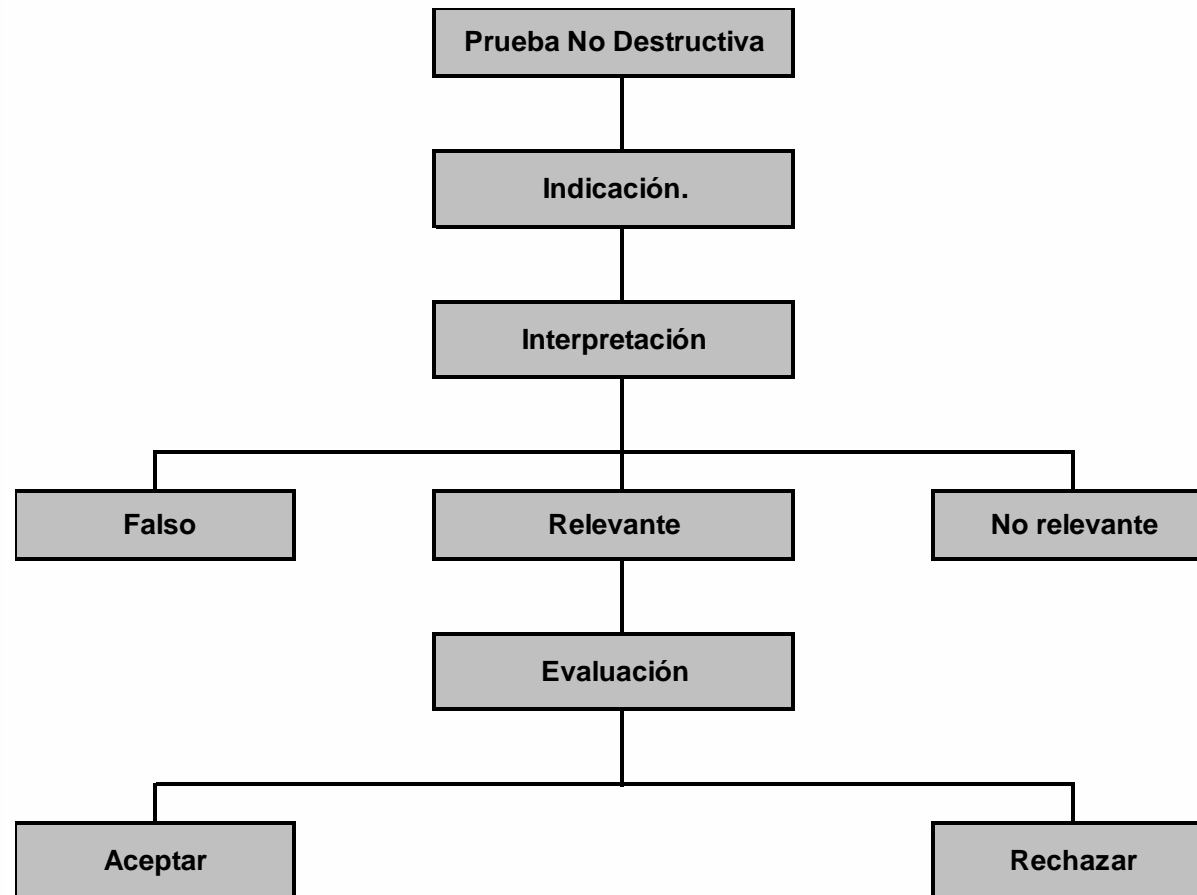 Prueba No Destructiva
Indicación.
Interpretación
Falso
Relevante
No relevante
Evaluación
Aceptar
Rechazar